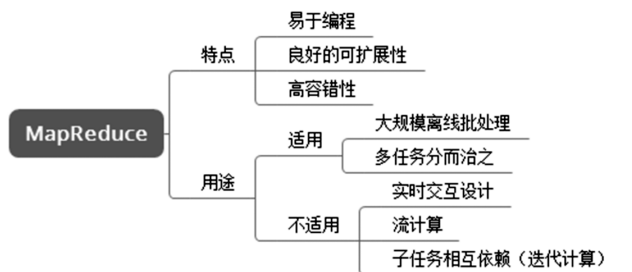 MapReduce
特点
易于编程
良好的可扩展性
高容错性
用途
适用
大规模离线批处理
多任务分而治之
不适用
实时交互设计
流计算
子任务相互依赖（迭代计算）